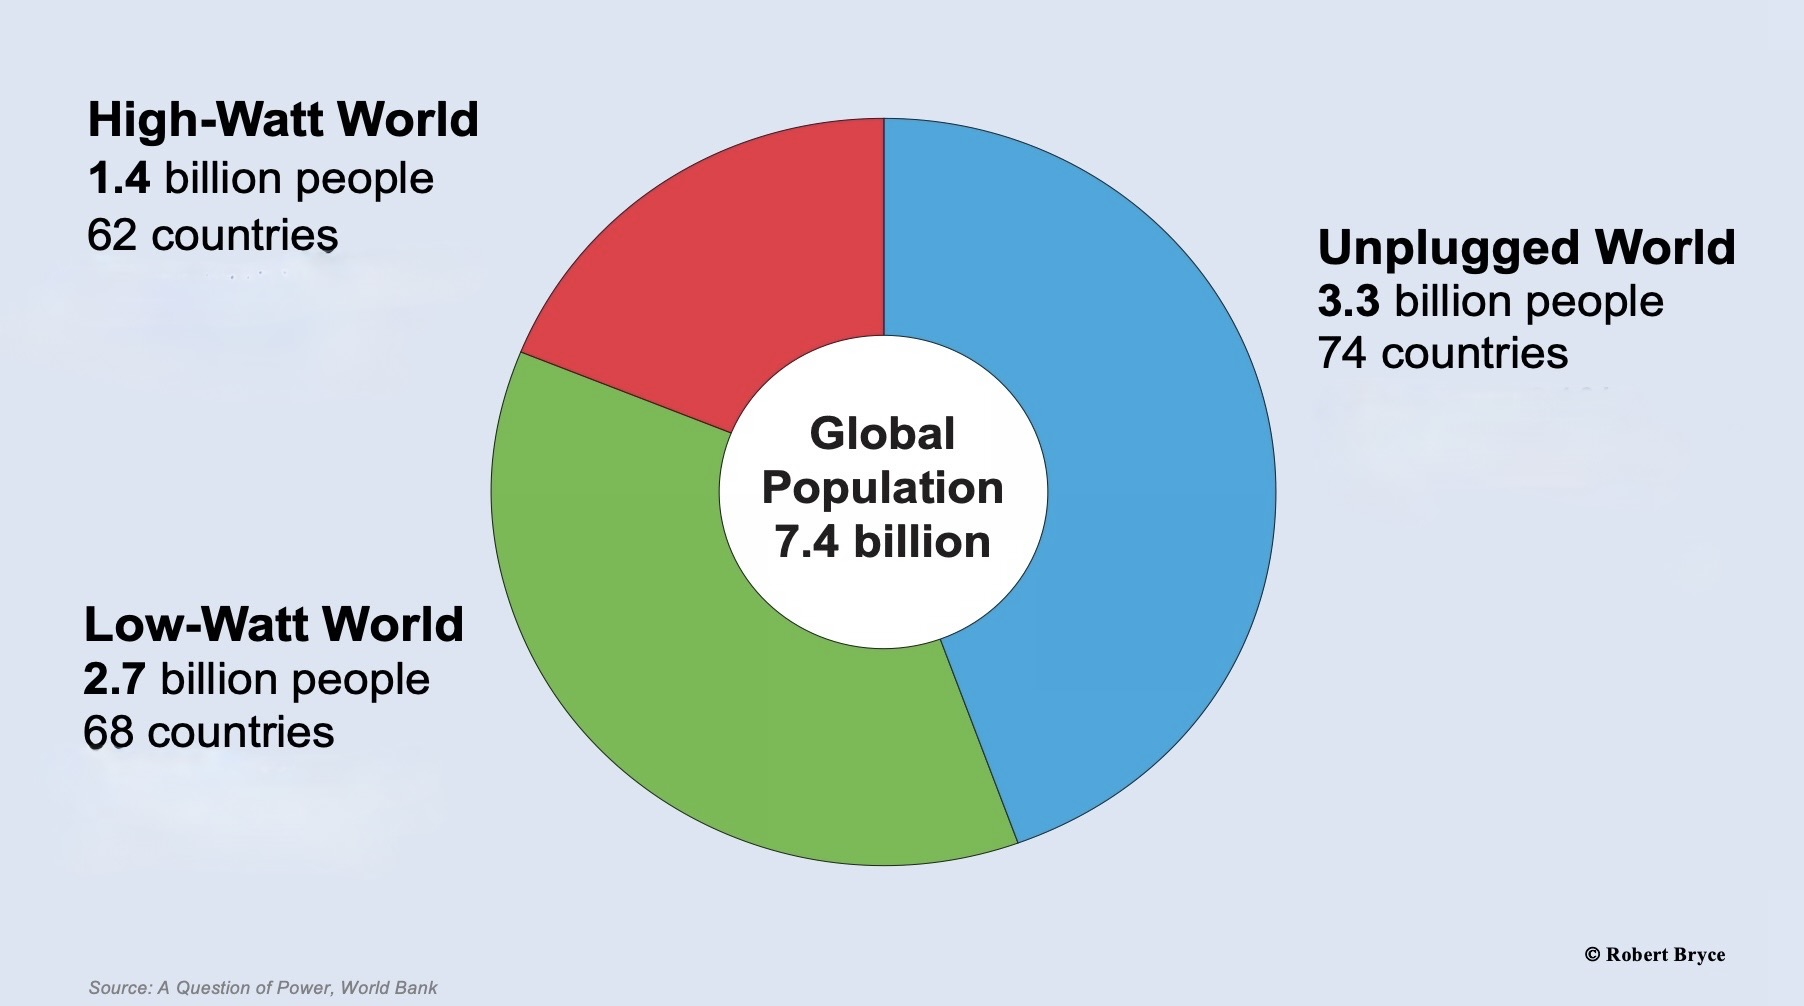 High-Watt World
1.4 billion people
62 countries
Unplugged World
3.3 billion people
74 countries
Global
Population
7.4 billion
Low-Watt World
2.7 billion people
68 countries
© Robert Bryce
Source: A Question of Power, World Bank